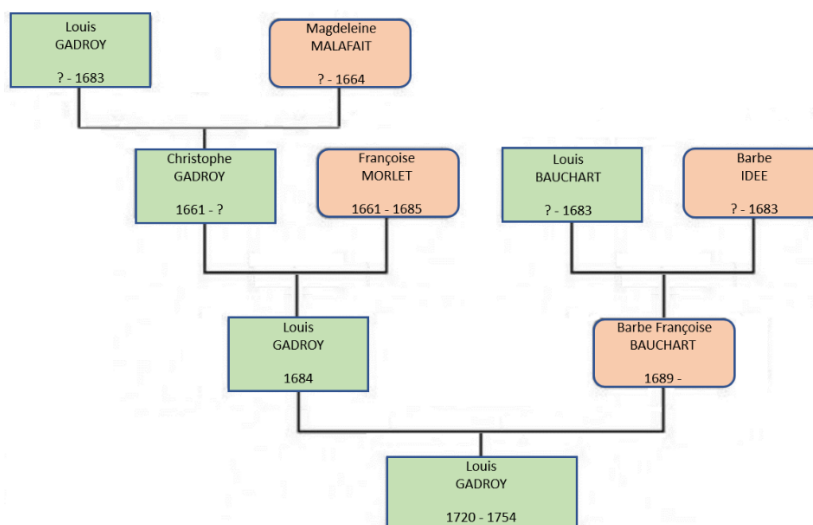 Louis
GADROY
? - 1683
Magdeleine
MALAFAIT
? - 1664
Christophe
GADROY
1661 - ?
Françoise
MORLET
1661 - 1685
Louis
BAUCHART
? - 1683
Barbe
IDEE
? - 1683
Louis
GADROY
1684
Barbe Françoise
BAUCHART
1689 -
Louis
GADROY
1720 - 1754